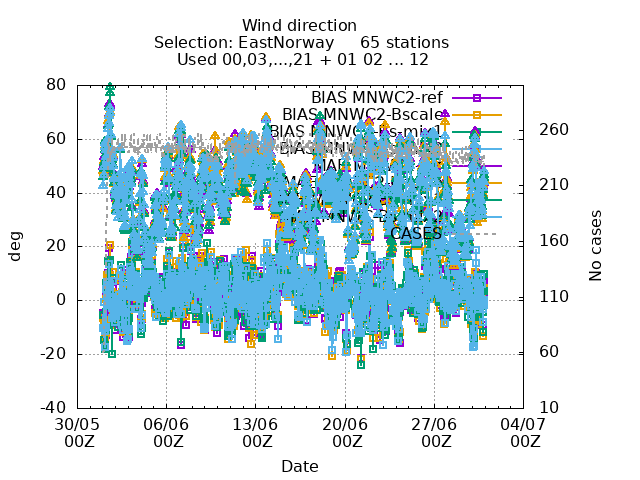 Wind direction
Selection: EastNorway 65 stations
Used 00,03,...,21 + 01 02 ... 12
80
60
40
20
0
-20
-40
260
210
160
110
60
10
deg
No cases
BIAS MNWC2-ref
BIAS MNWC2-Bscale
BIAS
BIAS
CASES
30/05 06/06 13/06 20/06 27/06 04/07
00Z 00Z 00Z 00Z 00Z 00Z
Date